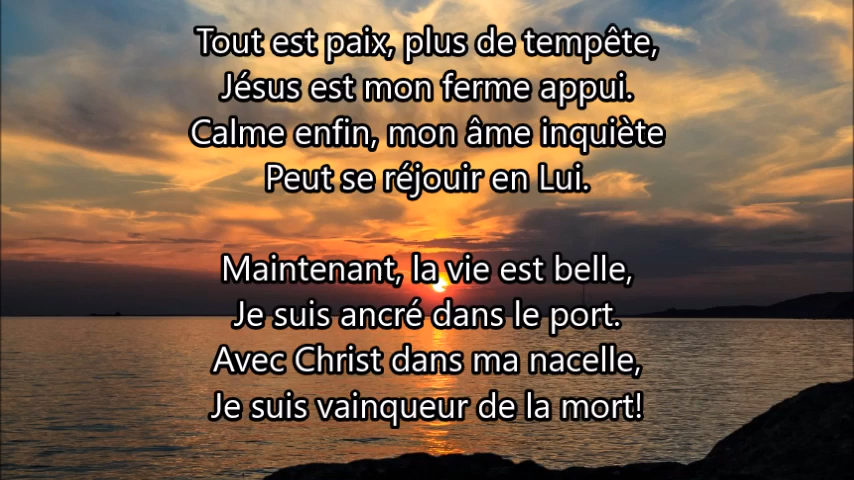 Tout est paix, plus de tempête,
Jésus est mon ferme appui.
Calme enfin, mon âme inquiète
Peut se réjouir en Lui.
Maintenant, la vie est belle,
Je suis ancré dans le port.
Avec Christ dans ma nacelle,
Je suis vainqueur de la mort!